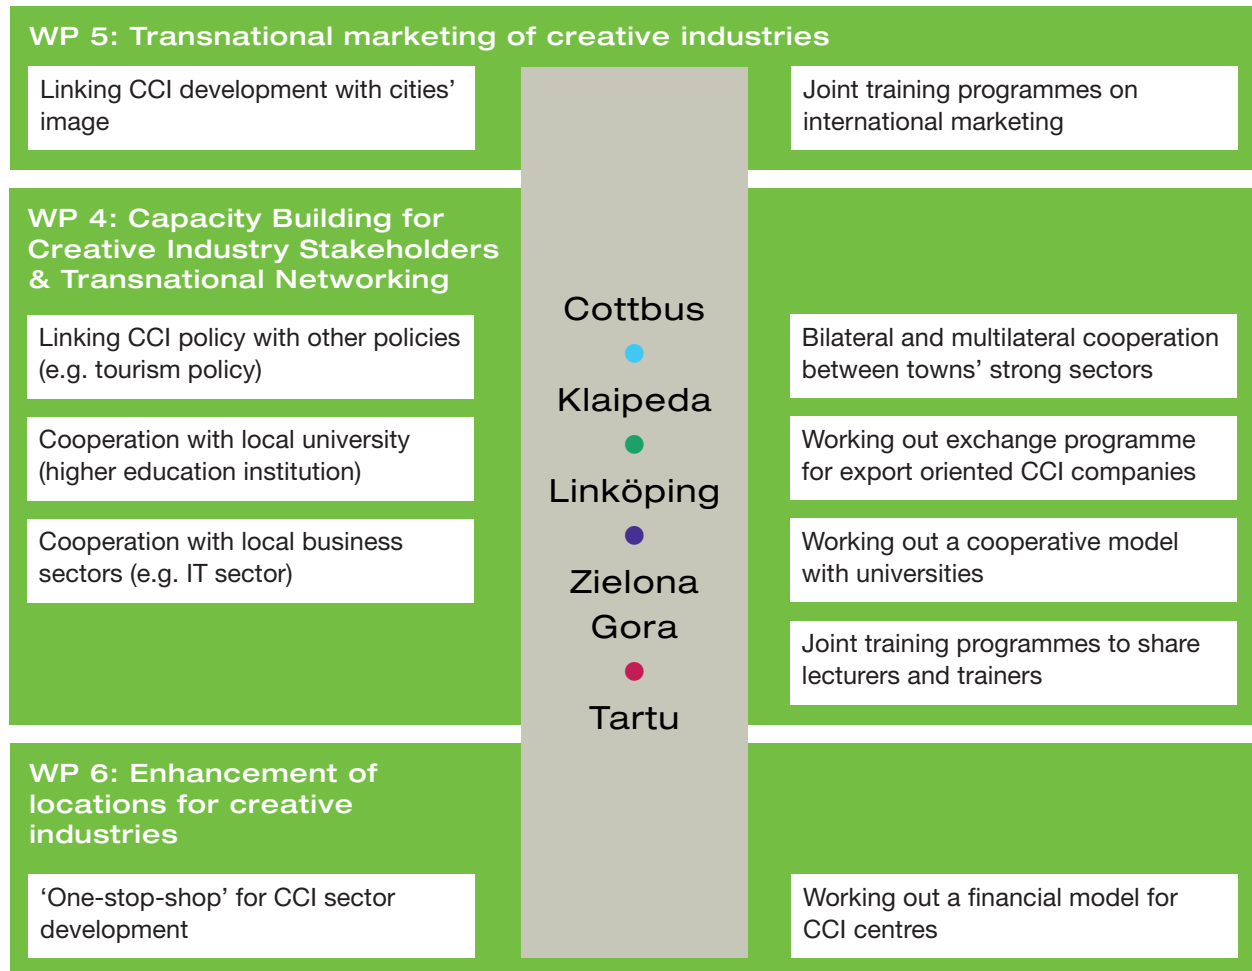 WP 5: Transnational marketing of creative industries
Linking CCI development with cities’
image
Joint training programmes on
international marketing
WP 4: Capacity Building for
Creative Industry Stakeholders
& Transnational Networking
Linking CCI policy with other policies
(e.g. tourism policy)
Cooperation with local university
(higher education institution)
Cooperation with local business
sectors (e.g. IT sector)
Cottbus
Klaipeda
Linköping
Zielona
Gora
Tartu
Bilateral and multilateral cooperation
between towns’ strong sectors
Working out exchange programme
for export oriented CCI companies
Working out a cooperative model
with universities
Joint training programmes to share
lecturers and trainers
WP 6: Enhancement of
locations for creative
industries
‘One-stop-shop’ for CCI sector
development
Working out a financial model for
CCI centres